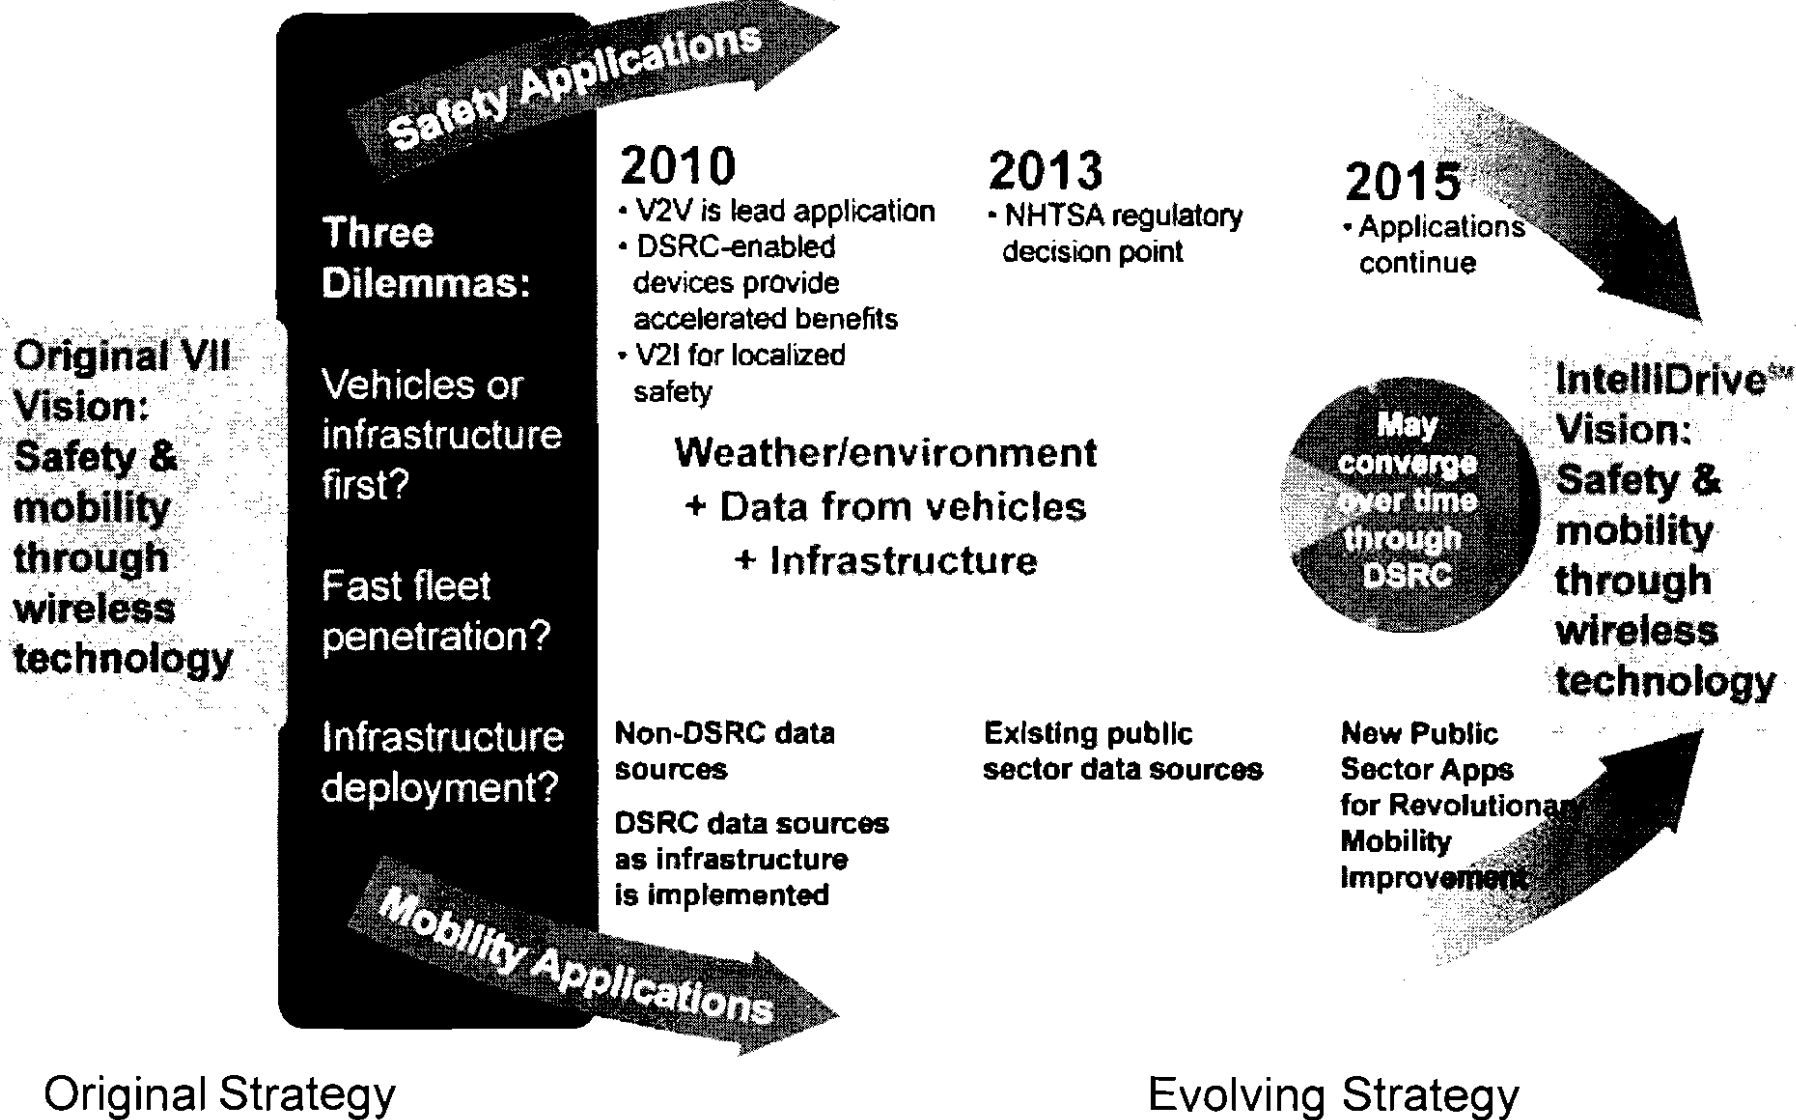 Safety Applications
Original VII
Vision:
Safety &
mobility
through
wireless
technology
Three
Dilemmas:
Vehicles or
infrastructure
first?
Fast fleet
penetration?
Infrastructure
deployment?
2010
• V2V is lead application
• DSRC-enabled
devices provide
accelerated benefits
• V2I for localized
safety
2013
• NHTSA regulatory
decision point
2015
• Applications
continue
Weather/environment
+ Data from vehicles
+ Infrastructure
May
converge
over time
through
DSRC
IntelliDrive℠
Vision:
Safety &
mobility
through
wireless
technology
Non-DSRC data
sources
DSRC data sources
as infrastructure
is implemented
Existing public
sector data sources
New Public
Sector Apps
for Revolutionary
Mobility
Improvement
Mobility Applications
Original Strategy
Evolving Strategy